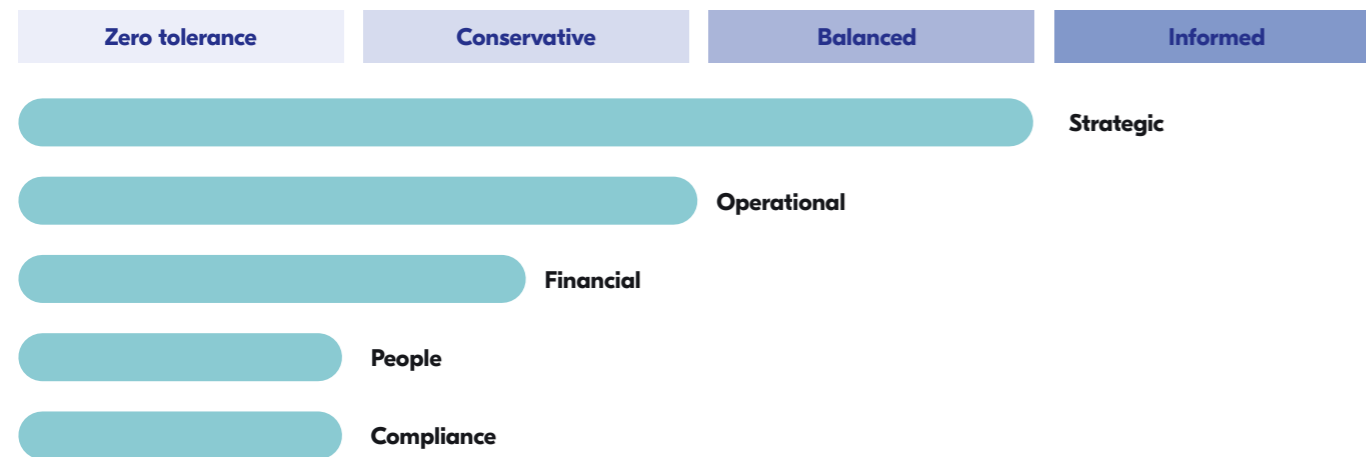 Zero tolerance
Conservative
Balanced
Informed
Strategic
Operational
Financial
People
Compliance